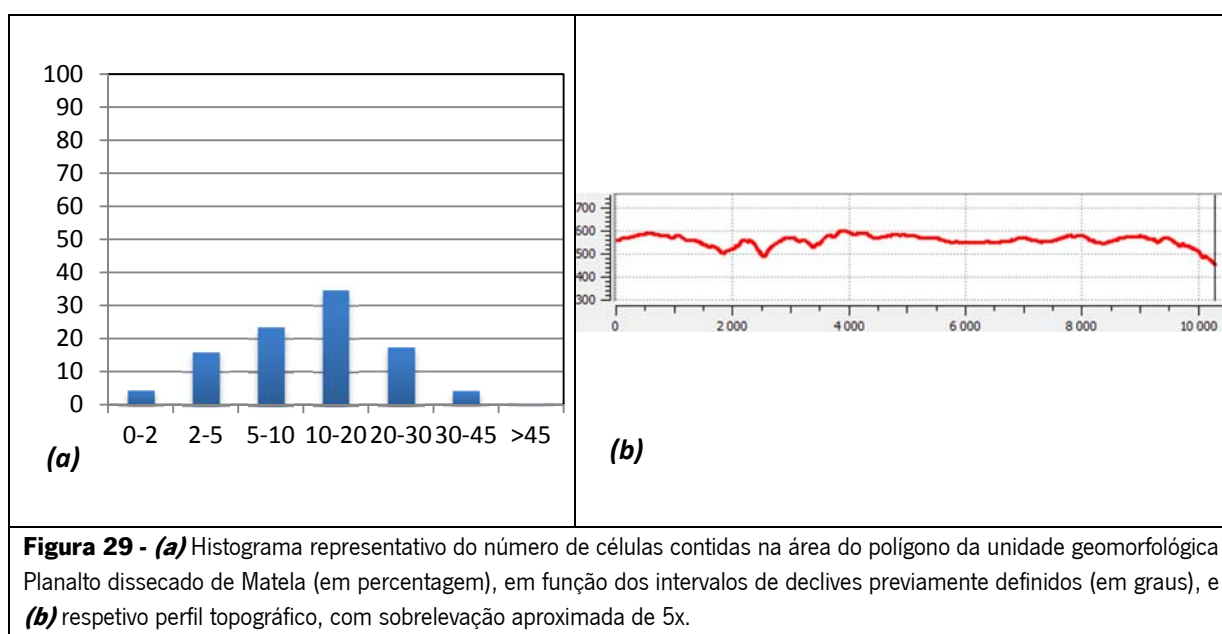 100
90
80
70
60
50
40
30
20
10
0
0-2 2-5 5-10 10-20 20-30 30-45 >45
(a)
700
600
500
400
300
0 2 000 4 000 6 000 8 000 10 000
(b)
Figura 29 - (a) Histograma representativo do número de células contidas na área do polígono da unidade geomorfológica
Planalto dissecado de Matela (em percentagem), em função dos intervalos de declives previamente definidos (em graus), e
(b) respetivo perfil topográfico, com sobrelevação aproximada de 5x.